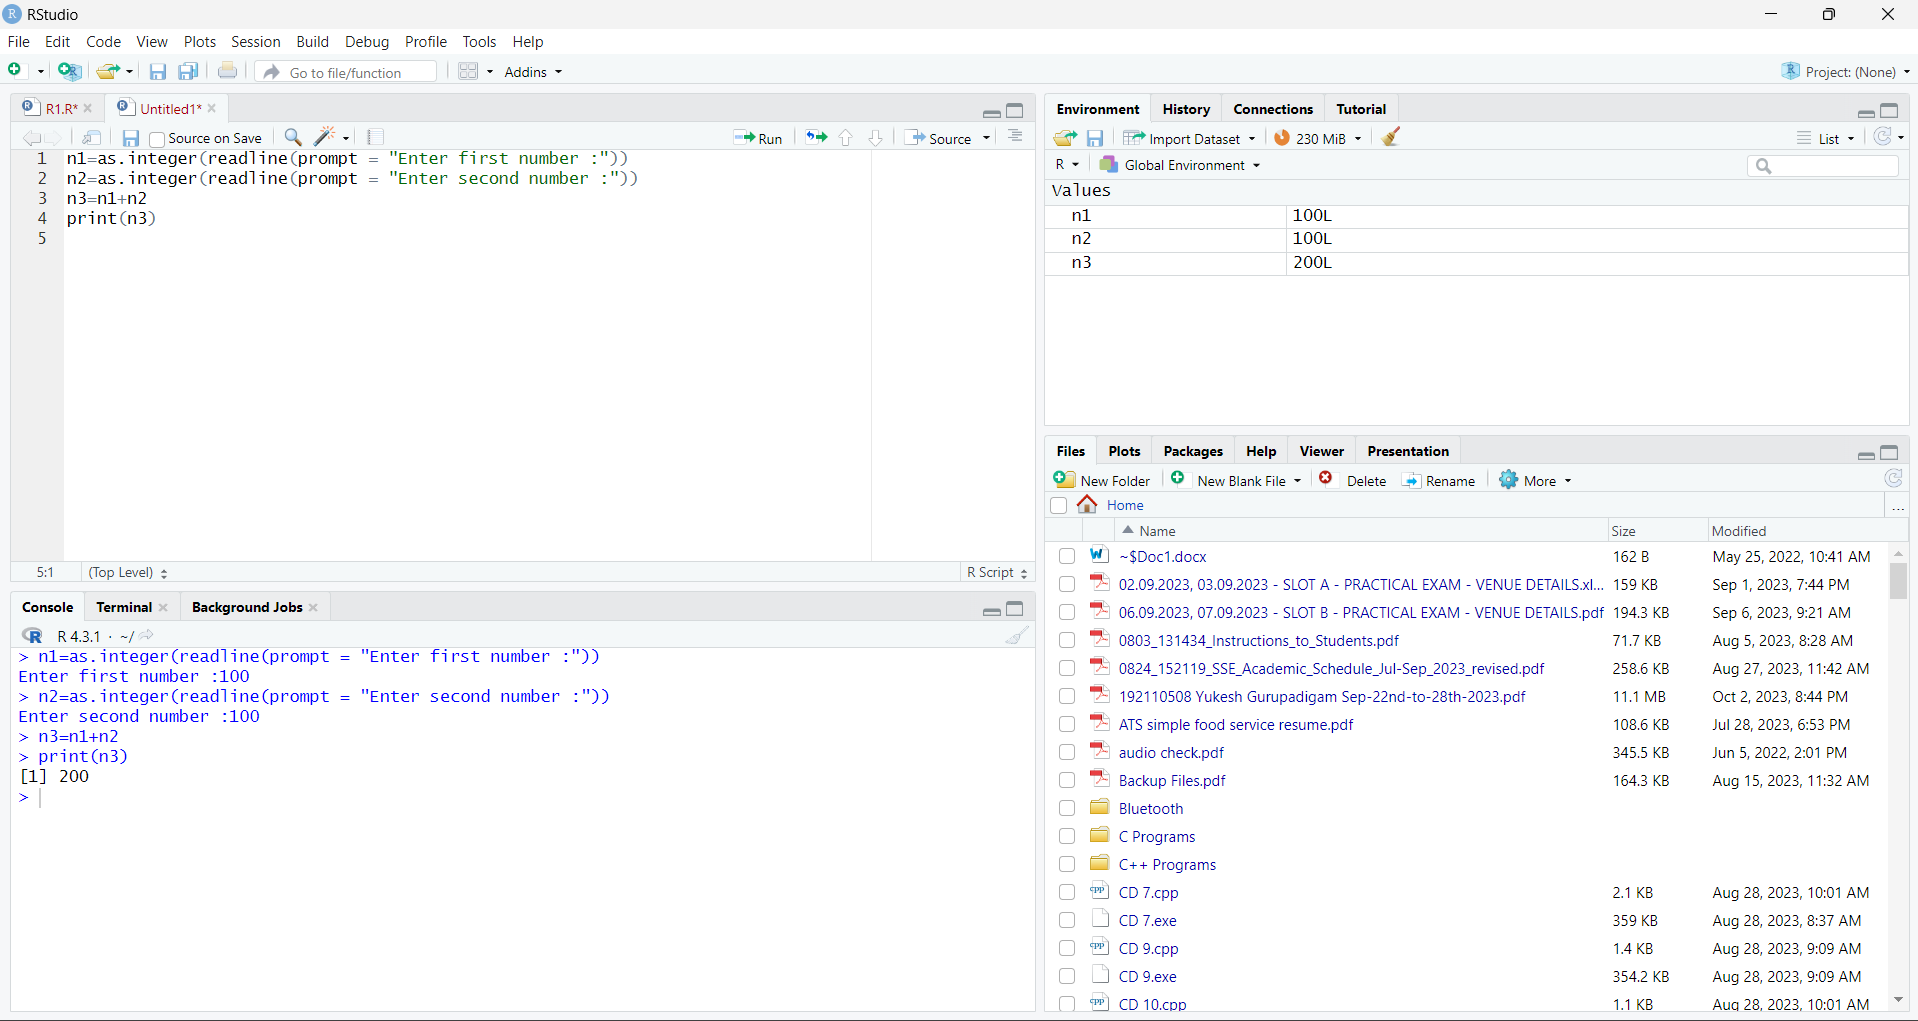 RStudio
File Edit Code View Plots Session Build Debug Profile Tools Help
Go to file/function Addins Project: (None)
R1.R* Untitled1*
Source on Save Run Source
1 n1=as.integer(readline(prompt = "Enter first number :"))
2 n2=as.integer(readline(prompt = "Enter second number :"))
3 n3=n1+n2
4 print(n3)
5
5:1 (Top Level) R Script
Console Terminal Background Jobs
R 4.3.1 · ~/
> n1=as.integer(readline(prompt = "Enter first number :"))
Enter first number :100
> n2=as.integer(readline(prompt = "Enter second number :"))
Enter second number :100
> n3=n1+n2
> print(n3)
[1] 200
>
Environment History Connections Tutorial
Import Dataset 230 MiB List
R Global Environment
Values
n1 100L
n2 100L
n3 200L
Files Plots Packages Help Viewer Presentation
New Folder New Blank File Delete Rename More
Home ...
Name Size Modified
~$Doc1.docx 162 B May 25, 2022, 10:41 AM
02.09.2023, 03.09.2023 - SLOT A - PRACTICAL EXAM - VENUE DETAILS.xl... 159 KB Sep 1, 2023, 7:44 PM
06.09.2023, 07.09.2023 - SLOT B - PRACTICAL EXAM - VENUE DETAILS.pdf 194.3 KB Sep 6, 2023, 9:21 AM
0803_131434_Instructions_to_Students.pdf 71.7 KB Aug 5, 2023, 8:28 AM
0824_152119_SSE_Academic_Schedule_Jul-Sep_2023_revised.pdf 258.6 KB Aug 27, 2023, 11:42 AM
192110508 Yukesh Gurupadigam Sep-22nd-to-28th-2023.pdf 11.1 MB Oct 2, 2023, 8:44 PM
ATS simple food service resume.pdf 108.6 KB Jul 28, 2023, 6:53 PM
audio check.pdf 345.5 KB Jun 5, 2022, 2:01 PM
Backup Files.pdf 164.3 KB Aug 15, 2023, 11:32 AM
Bluetooth
C Programs
C++ Programs
CD 7.cpp 2.1 KB Aug 28, 2023, 10:01 AM
CD 7.exe 359 KB Aug 28, 2023, 8:37 AM
CD 9.cpp 1.4 KB Aug 28, 2023, 9:09 AM
CD 9.exe 354.2 KB Aug 28, 2023, 9:09 AM
CD 10.cpp 1.1 KB Aug 28, 2023, 10:01 AM